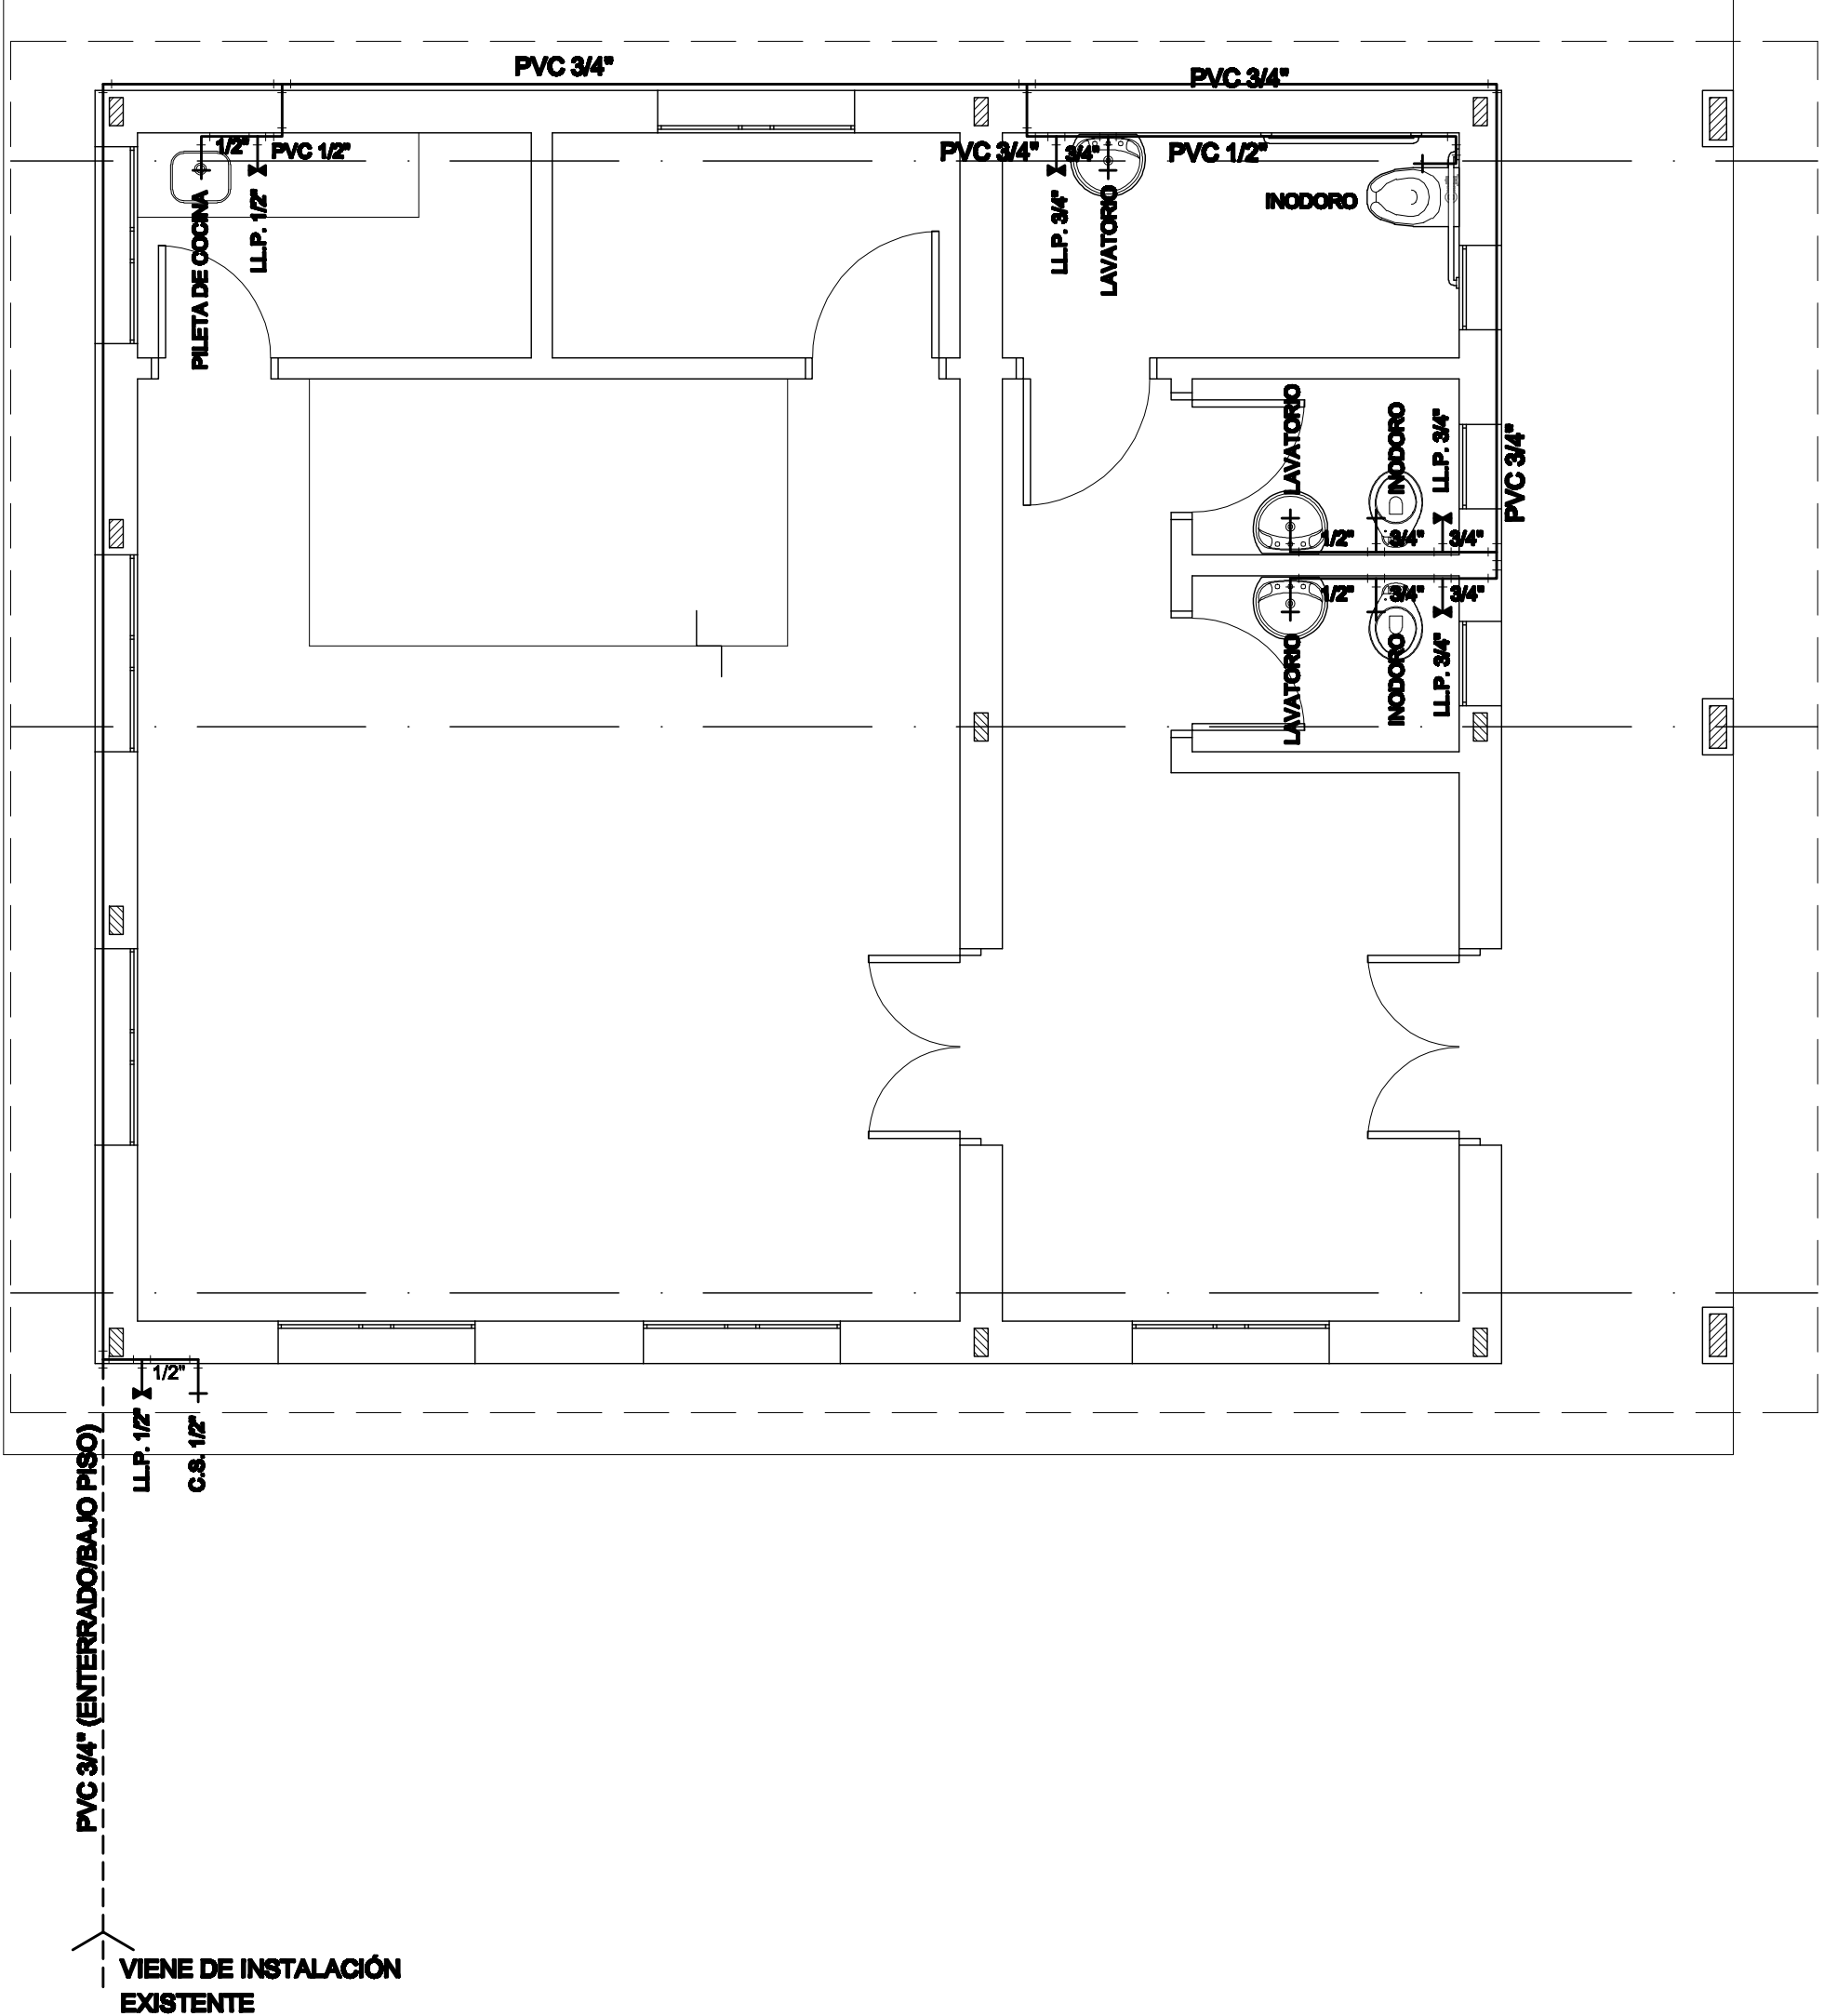 PVC 3/4"
PVC 3/4"
1/2"
PVC 1/2"
PVC 3/4"
3/4"
PVC 1/2"
PILETA DE COCINA
LL.P. 1/2"
LL.P. 3/4"
LAVATORIO
INODORO
LAVATORIO
INODORO
LL.P. 3/4"
PVC 3/4"
1/2"
3/4"
3/4"
1/2"
3/4"
3/4"
LAVATORIO
INODORO
LL.P. 3/4"
1/2"
LL.P. 1/2"
C.S. 1/2"
PVC 3/4" (ENTERRADO/BAJO PISO)
VIENE DE INSTALACIÓN
EXISTENTE